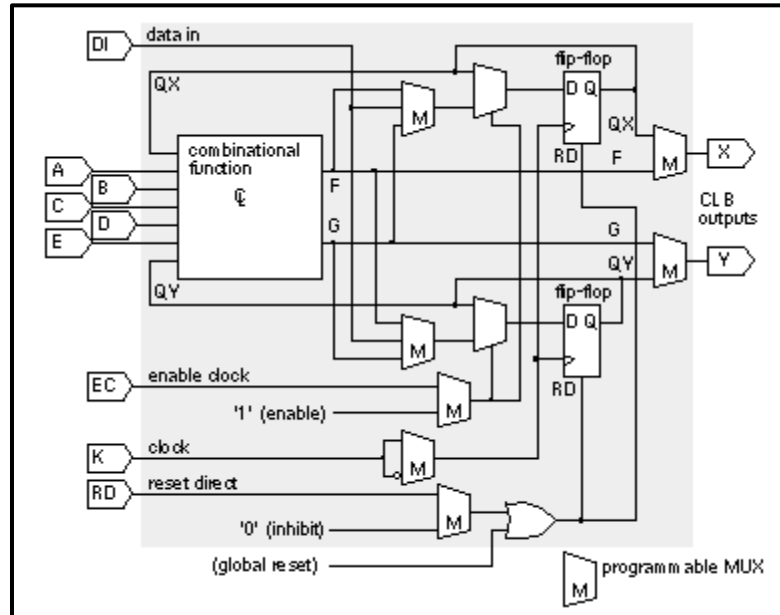 DI
data in
flip-flop
QX
D Q
M
QX
A
combinational
function
RD
F
M
X
B
F
C
CLB
outputs
D
G
G
E
QY
M
Y
QY
flip-flop
D Q
M
EC
enable clock
RD
'1' (enable)
M
K
clock
M
RD
reset direct
'0' (inhibit)
M
(global reset)
programmable MUX
M